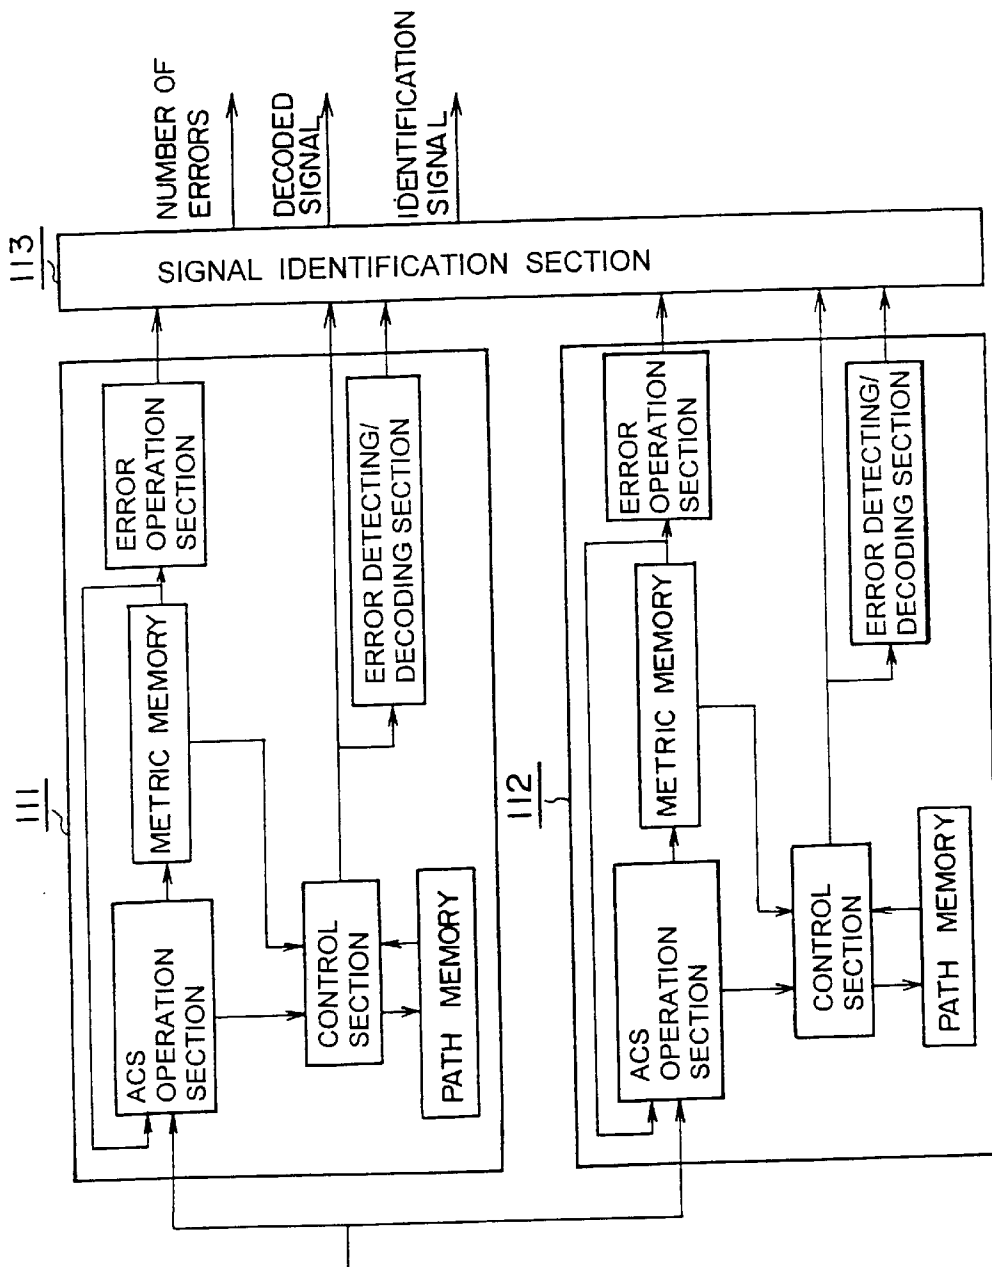 111
ACS
OPERATION
SECTION
METRIC MEMORY
ERROR
OPERATION
SECTION
CONTROL
SECTION
PATH MEMORY
ERROR DETECTING/
DECODING SECTION
112
ACS
OPERATION
SECTION
METRIC MEMORY
ERROR
OPERATION
SECTION
CONTROL
SECTION
PATH MEMORY
ERROR DETECTING/
DECODING SECTION
113
SIGNAL IDENTIFICATION SECTION
NUMBER OF
ERRORS
DECODED
SIGNAL
IDENTIFICATION
SIGNAL